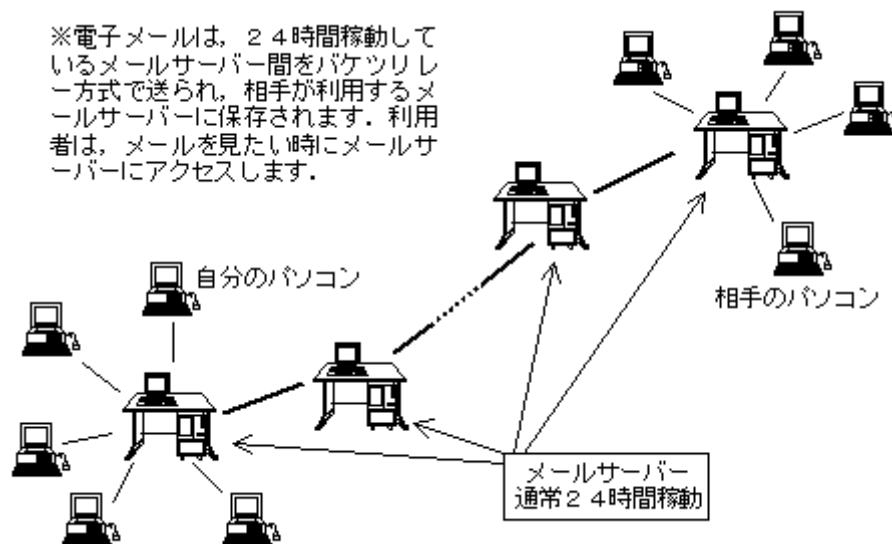 ※電子メールは，２４時間稼動して
いるメールサーバー間をバケツリレ
ー方式で送られ，相手が利用するメ
ールサーバーに保存されます．利用
者は，メールを見たい時にメールサ
ーバーにアクセスします．
自分のパソコン
相手のパソコン
メールサーバー
通常２４時間稼動